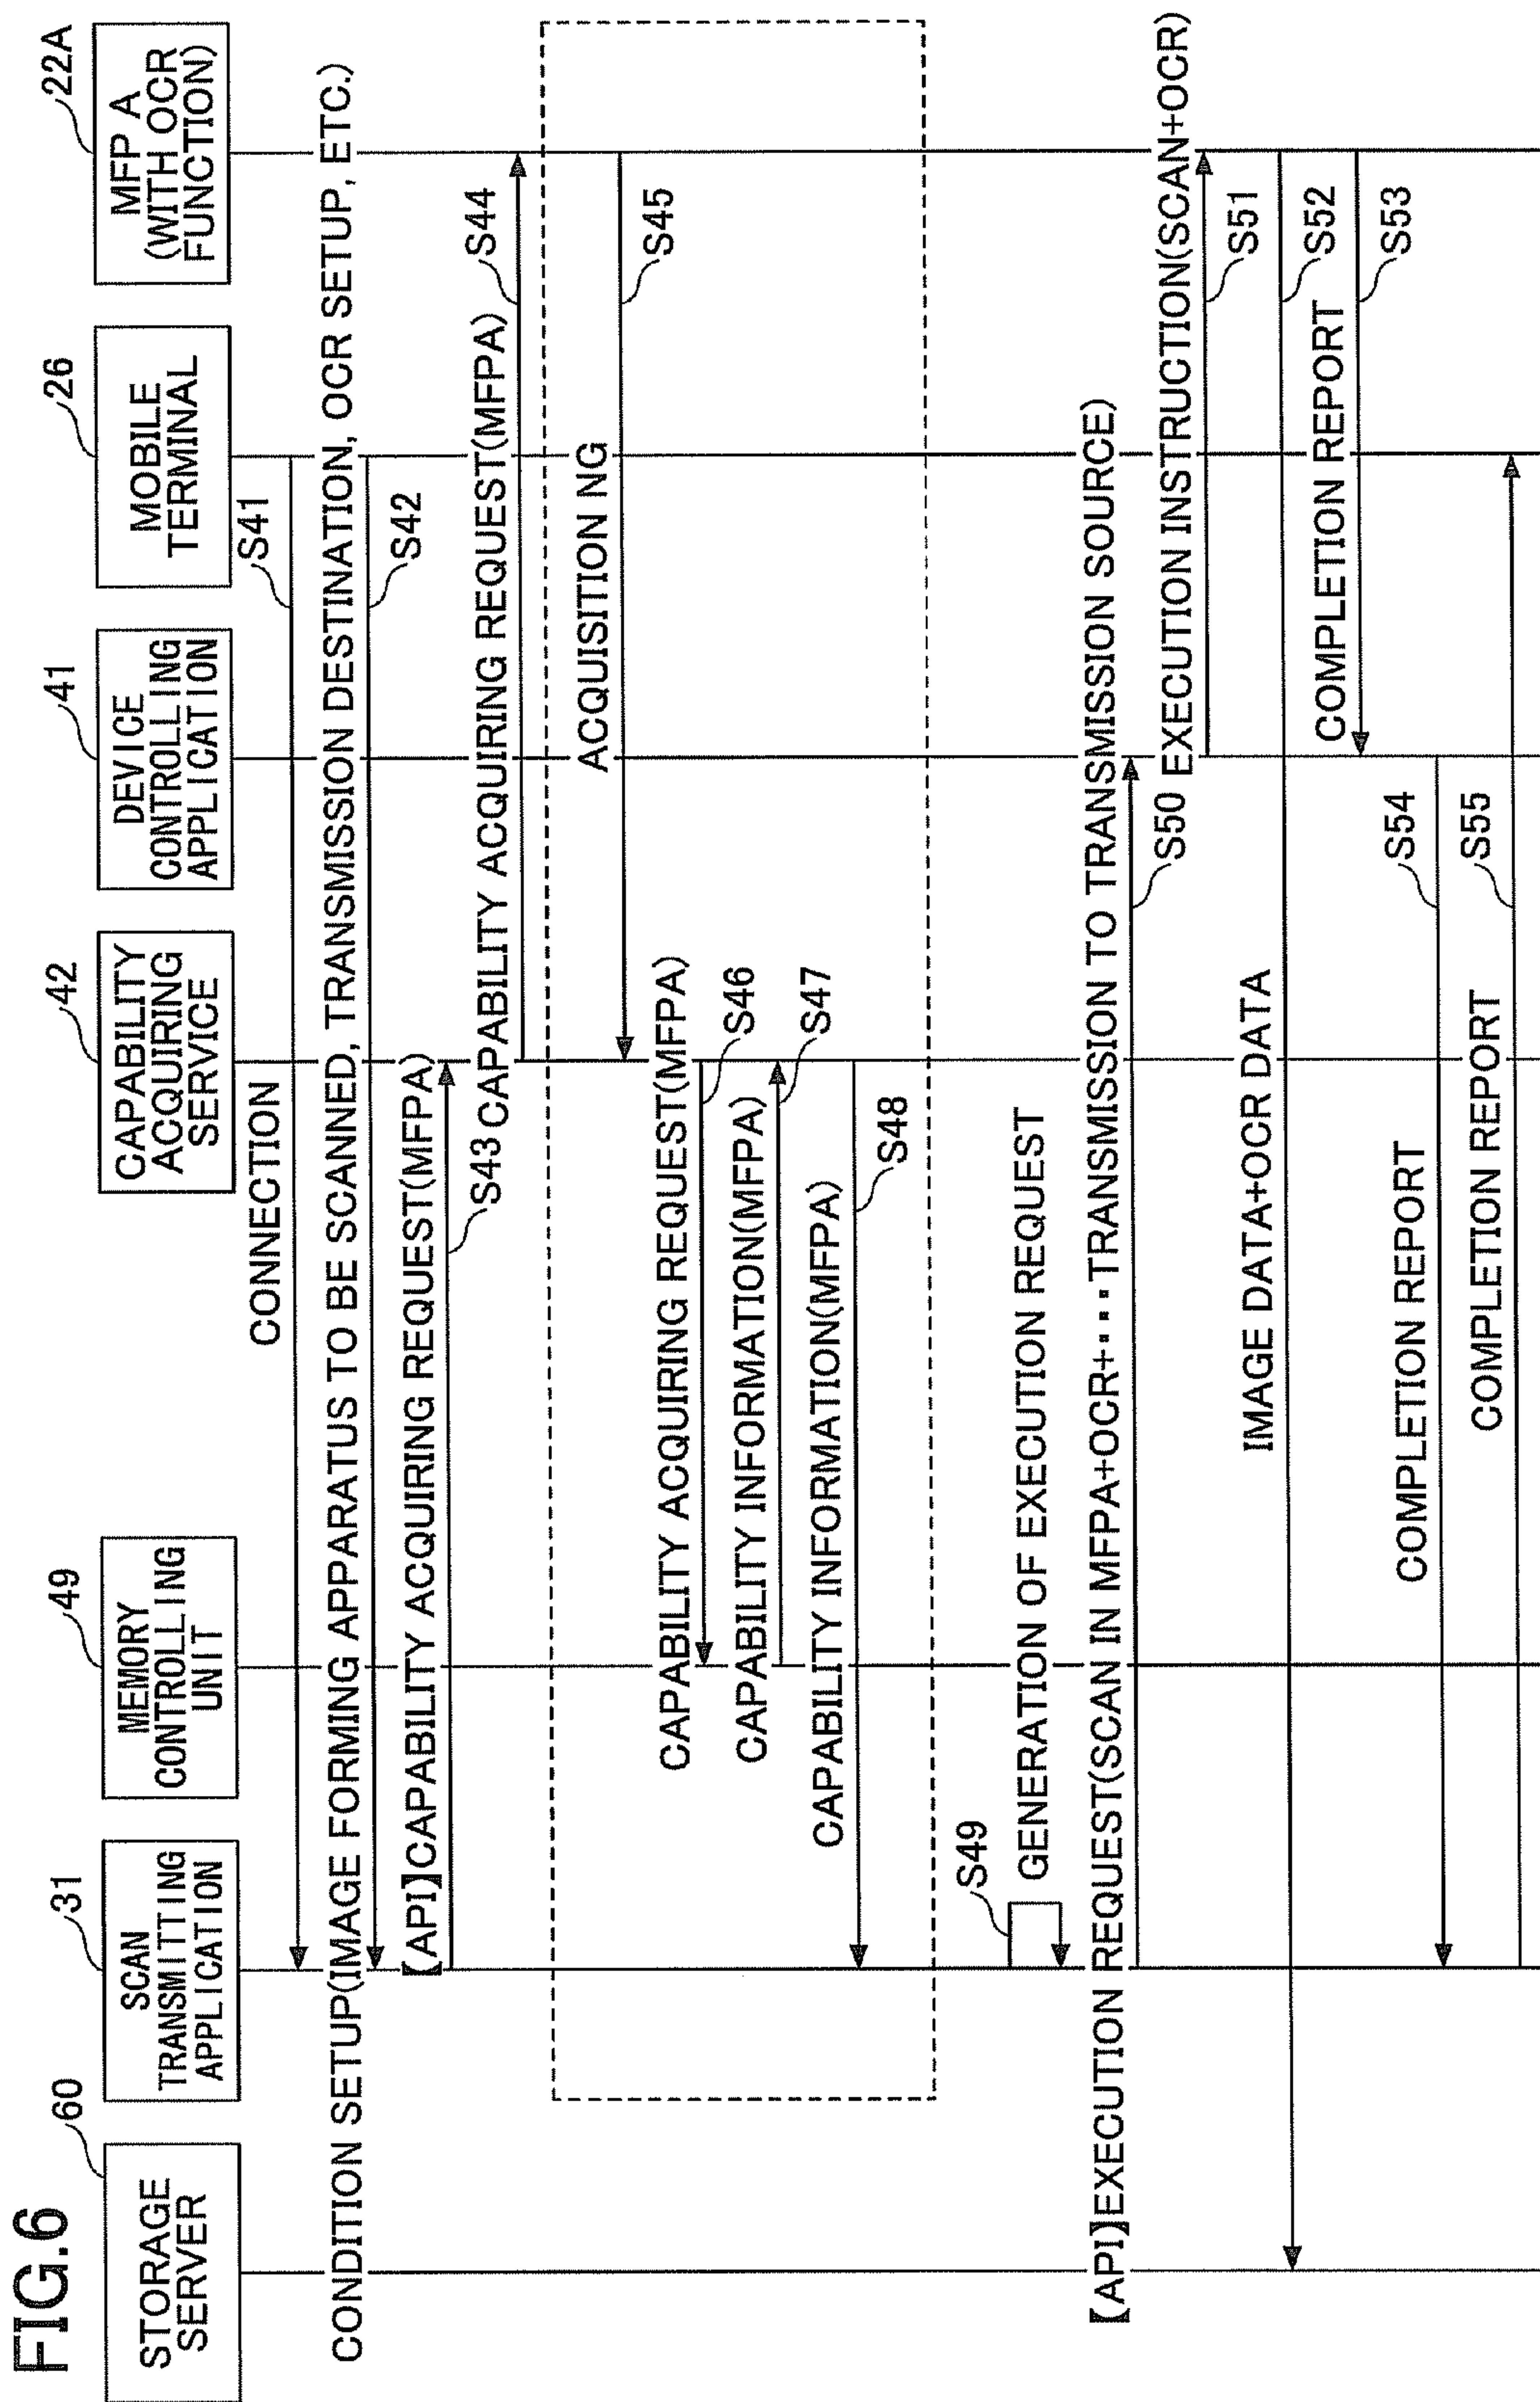 FIG.6
STORAGE
SERVER
60
SCAN
TRANSMITTING
APPLICATION
31
MEMORY
CONTROLLING
UNIT
49
CAPABILITY
ACQUIRING
SERVICE
42
DEVICE
CONTROLLING
APPLICATION
41
MOBILE
TERMINAL
26
MFP A
(WITH OCR
FUNCTION)
22A
CONNECTION
S41
CONDITION SETUP(IMAGE FORMING APPARATUS TO BE SCANNED, TRANSMISSION DESTINATION, OCR SETUP, ETC.)
S42
【API】CAPABILITY ACQUIRING REQUEST(MFPA)
S43
CAPABILITY ACQUIRING REQUEST(MFPA)
S44
ACQUISITION NG
S45
CAPABILITY ACQUIRING REQUEST(MFPA)
S46
CAPABILITY INFORMATION(MFPA)
S47
CAPABILITY INFORMATION(MFPA)
S48
S49
GENERATION OF EXECUTION REQUEST
【API】EXECUTION REQUEST(SCAN IN MFPA+OCR+···TRANSMISSION TO TRANSMISSION SOURCE)
S50
EXECUTION INSTRUCTION(SCAN+OCR)
S51
IMAGE DATA+OCR DATA
S52
COMPLETION REPORT
S53
COMPLETION REPORT
S54
COMPLETION REPORT
S55